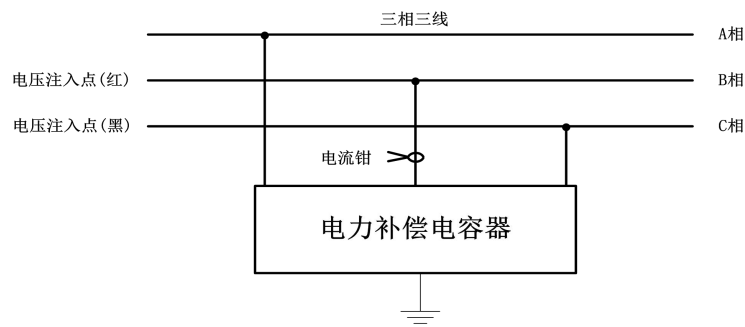 三相三线
A相
电压注入点(红)
B相
电压注入点(黑)
C相
电流钳
电力补偿电容器